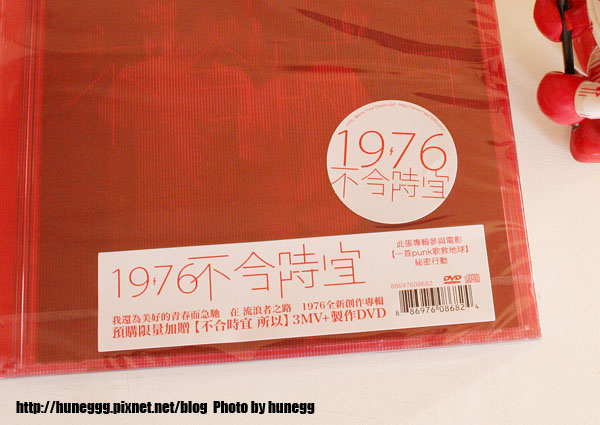 1976
不合時宜
1976不合時宜
此張專輯參與電影
【一首punk歌救地球】
祕密行動
我還為美好的青春而急馳 在 流浪者之路 1976全新創作專輯
預購限量加贈【不合時宜 所以】3MV+製作DVD
88697608682
DVD
8 86976 08682 4
http://huneggg.pixnet.net/blog Photo by hunegg